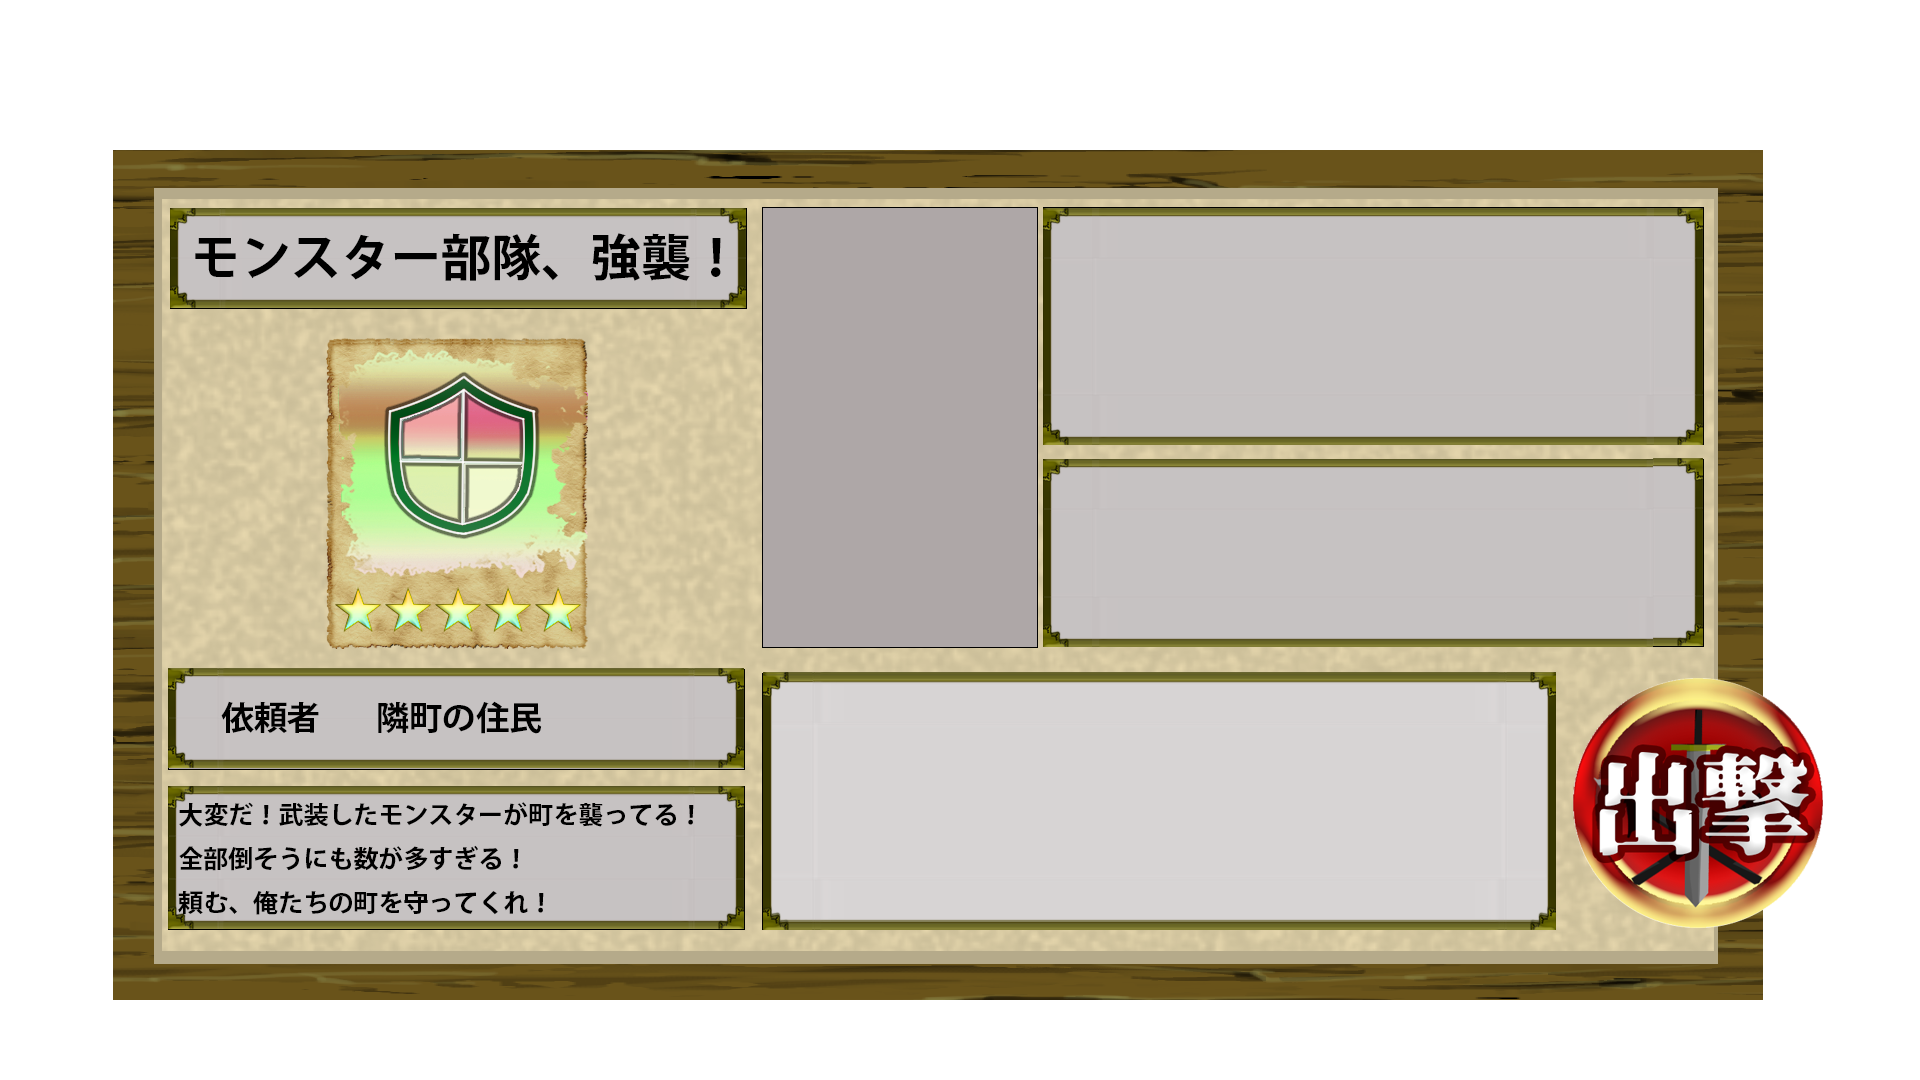 モンスター部隊、強襲！
依頼者　隣町の住民
大変だ！武装したモンスターが町を襲ってる！
全部倒そうにも数が多すぎる！
頼む、俺たちの町を守ってくれ！
出撃